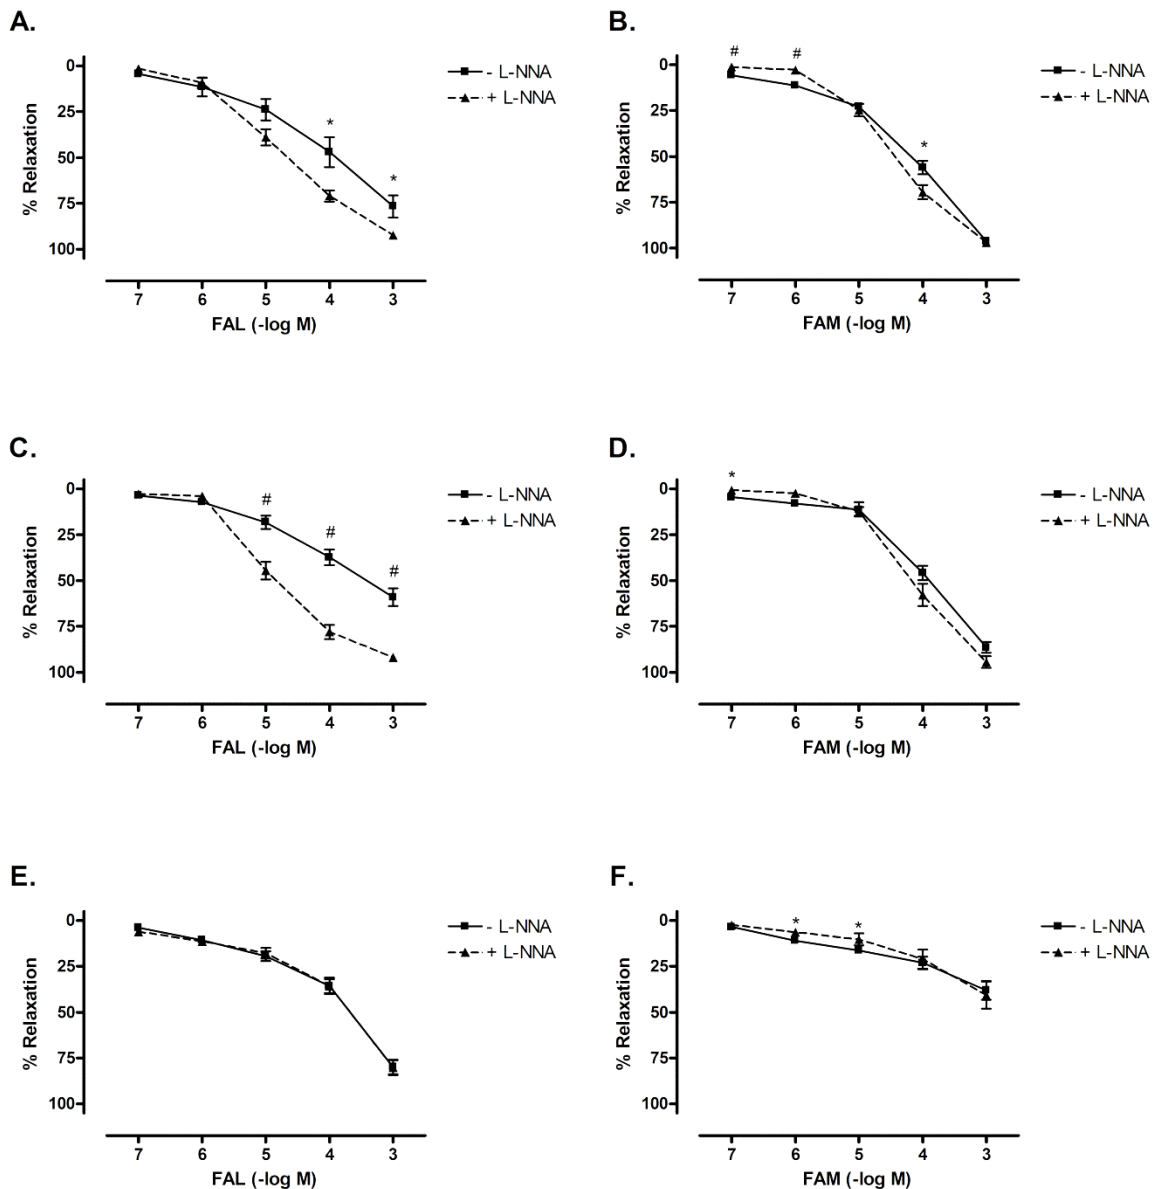 A.
% Relaxation
0
25
50
75
100
*
*
- L-NNA
+ L-NNA
7 6 5 4 3
FAL (-log M)
B.
% Relaxation
0
25
50
75
100
# #
*
- L-NNA
+ L-NNA
7 6 5 4 3
FAM (-log M)
C.
% Relaxation
0
25
50
75
100
#
#
#
- L-NNA
+ L-NNA
7 6 5 4 3
FAL (-log M)
D.
% Relaxation
0
25
50
75
100
*
- L-NNA
+ L-NNA
7 6 5 4 3
FAM (-log M)
E.
% Relaxation
0
25
50
75
100
- L-NNA
+ L-NNA
7 6 5 4 3
FAL (-log M)
F.
% Relaxation
0
25
50
75
100
* *
- L-NNA
+ L-NNA
7 6 5 4 3
FAM (-log M)